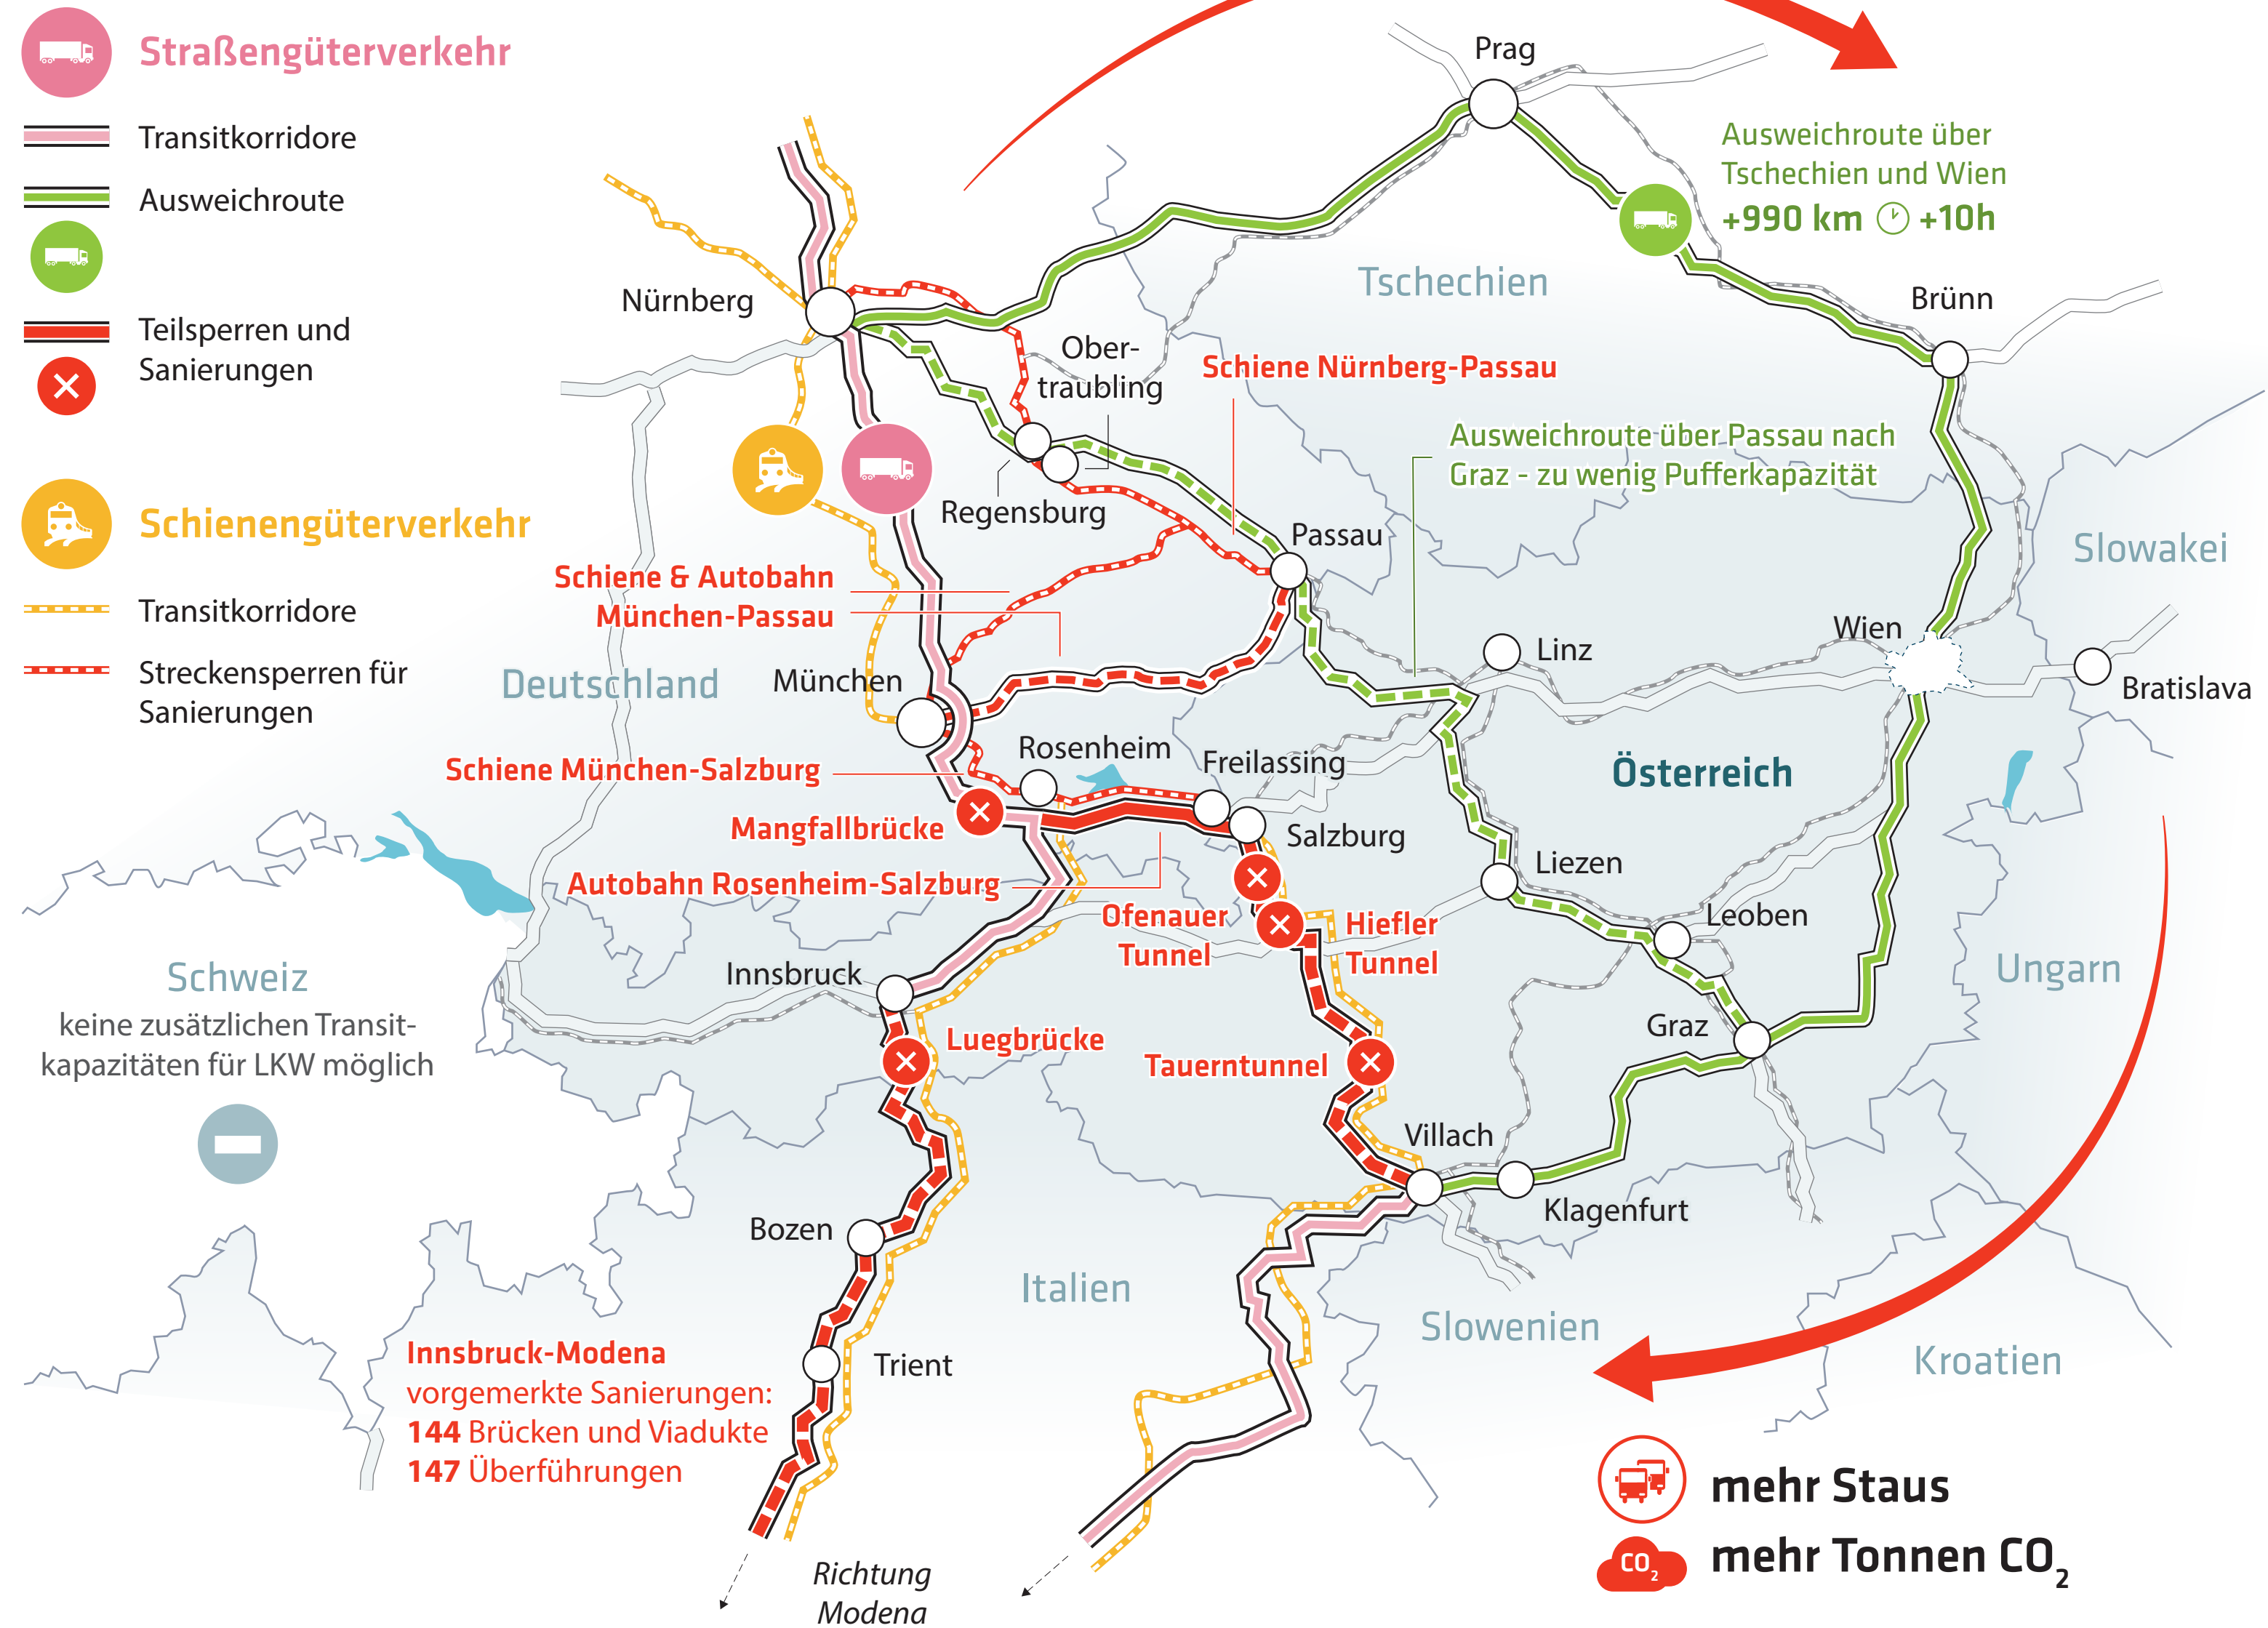 Straßengüterverkehr
Transitkorridore
Ausweichroute
Teilsperren und
Sanierungen
Schienengüterverkehr
Transitkorridore
Streckensperren für
Sanierungen
Prag
Ausweichroute über
Tschechien und Wien
+990 km +10h
Tschechien
Nürnberg
Brünn
Ober-
traubling
Schiene Nürnberg-Passau
Ausweichroute über Passau nach
Graz - zu wenig Pufferkapazität
Regensburg
Passau
Slowakei
Schiene & Autobahn
München-Passau
Wien
Linz
Deutschland
München
Bratislava
Rosenheim
Freilassing
Schiene München-Salzburg
Österreich
Mangfallbrücke
Salzburg
Liezen
Autobahn Rosenheim-Salzburg
Leoben
Ofenauer
Tunnel
Hiefler
Tunnel
Innsbruck
Schweiz
keine zusätzlichen Transit-
kapazitäten für LKW möglich
Ungarn
Graz
Luegbrücke
Tauerntunnel
Villach
Klagenfurt
Bozen
Italien
Slowenien
Kroatien
Innsbruck-Modena
vorgemerkte Sanierungen:
144 Brücken und Viadukte
147 Überführungen
Trient
mehr Staus
CO2
mehr Tonnen CO2
Richtung
Modena